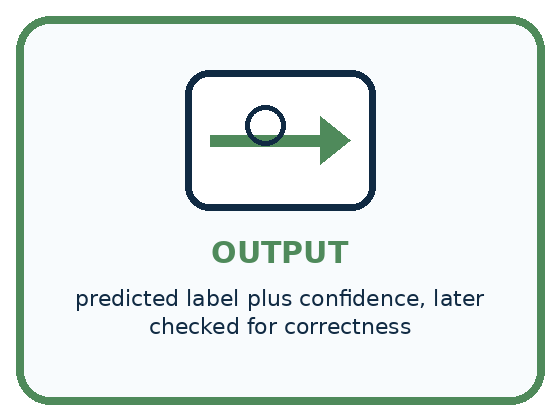 OUTPUT
predicted label plus confidence, later
checked for correctness